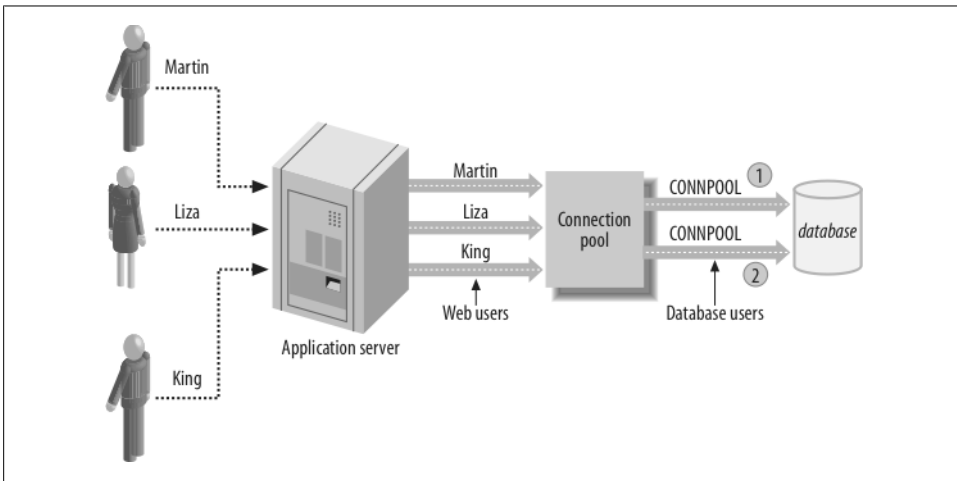 Martin
Liza
King
Application server
Martin
Liza
King
Web users
Connection
pool
CONNPOOL
1
CONNPOOL
2
Database users
database